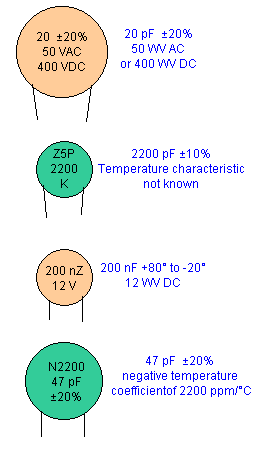 20 ±20%
50 VAC
400 VDC
20 pF ±20%
50 WV AC
or 400 WV DC
Z5P
2200
K
2200 pF ±10%
Temperature characteristic
not known
200 nZ
12 V
200 nF +80° to -20°
12 WV DC
N2200
47 pF
±20%
47 pF ±20%
negative temperature
coefficientof 2200 ppm/°C